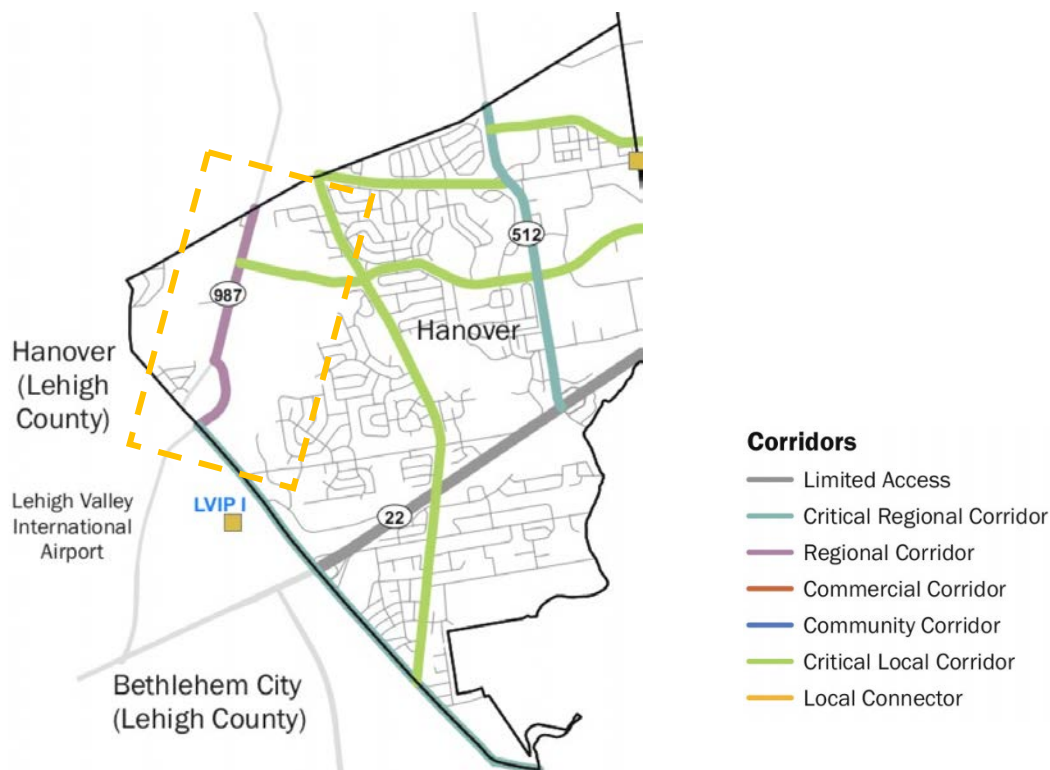 512
987
Hanover
Hanover
(Lehigh
County)
Lehigh Valley
International
Airport
LVIP I
22
Bethlehem City
(Lehigh County)
Corridors
Limited Access
Critical Regional Corridor
Regional Corridor
Commercial Corridor
Community Corridor
Critical Local Corridor
Local Connector